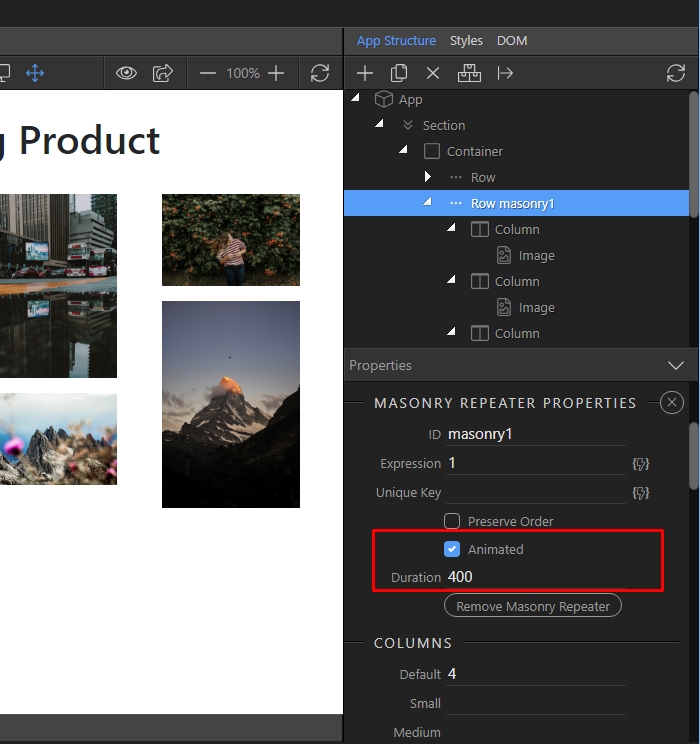 App Structure Styles DOM
100%
App
Section
Container
Row
Row masonry1
Column
Image
Column
Image
Column
Product
Properties
MASONRY REPEATER PROPERTIES
ID masonry1
Expression 1
Unique Key
Preserve Order
Animated
Duration 400
Remove Masonry Repeater
COLUMNS
Default 4
Small
Medium